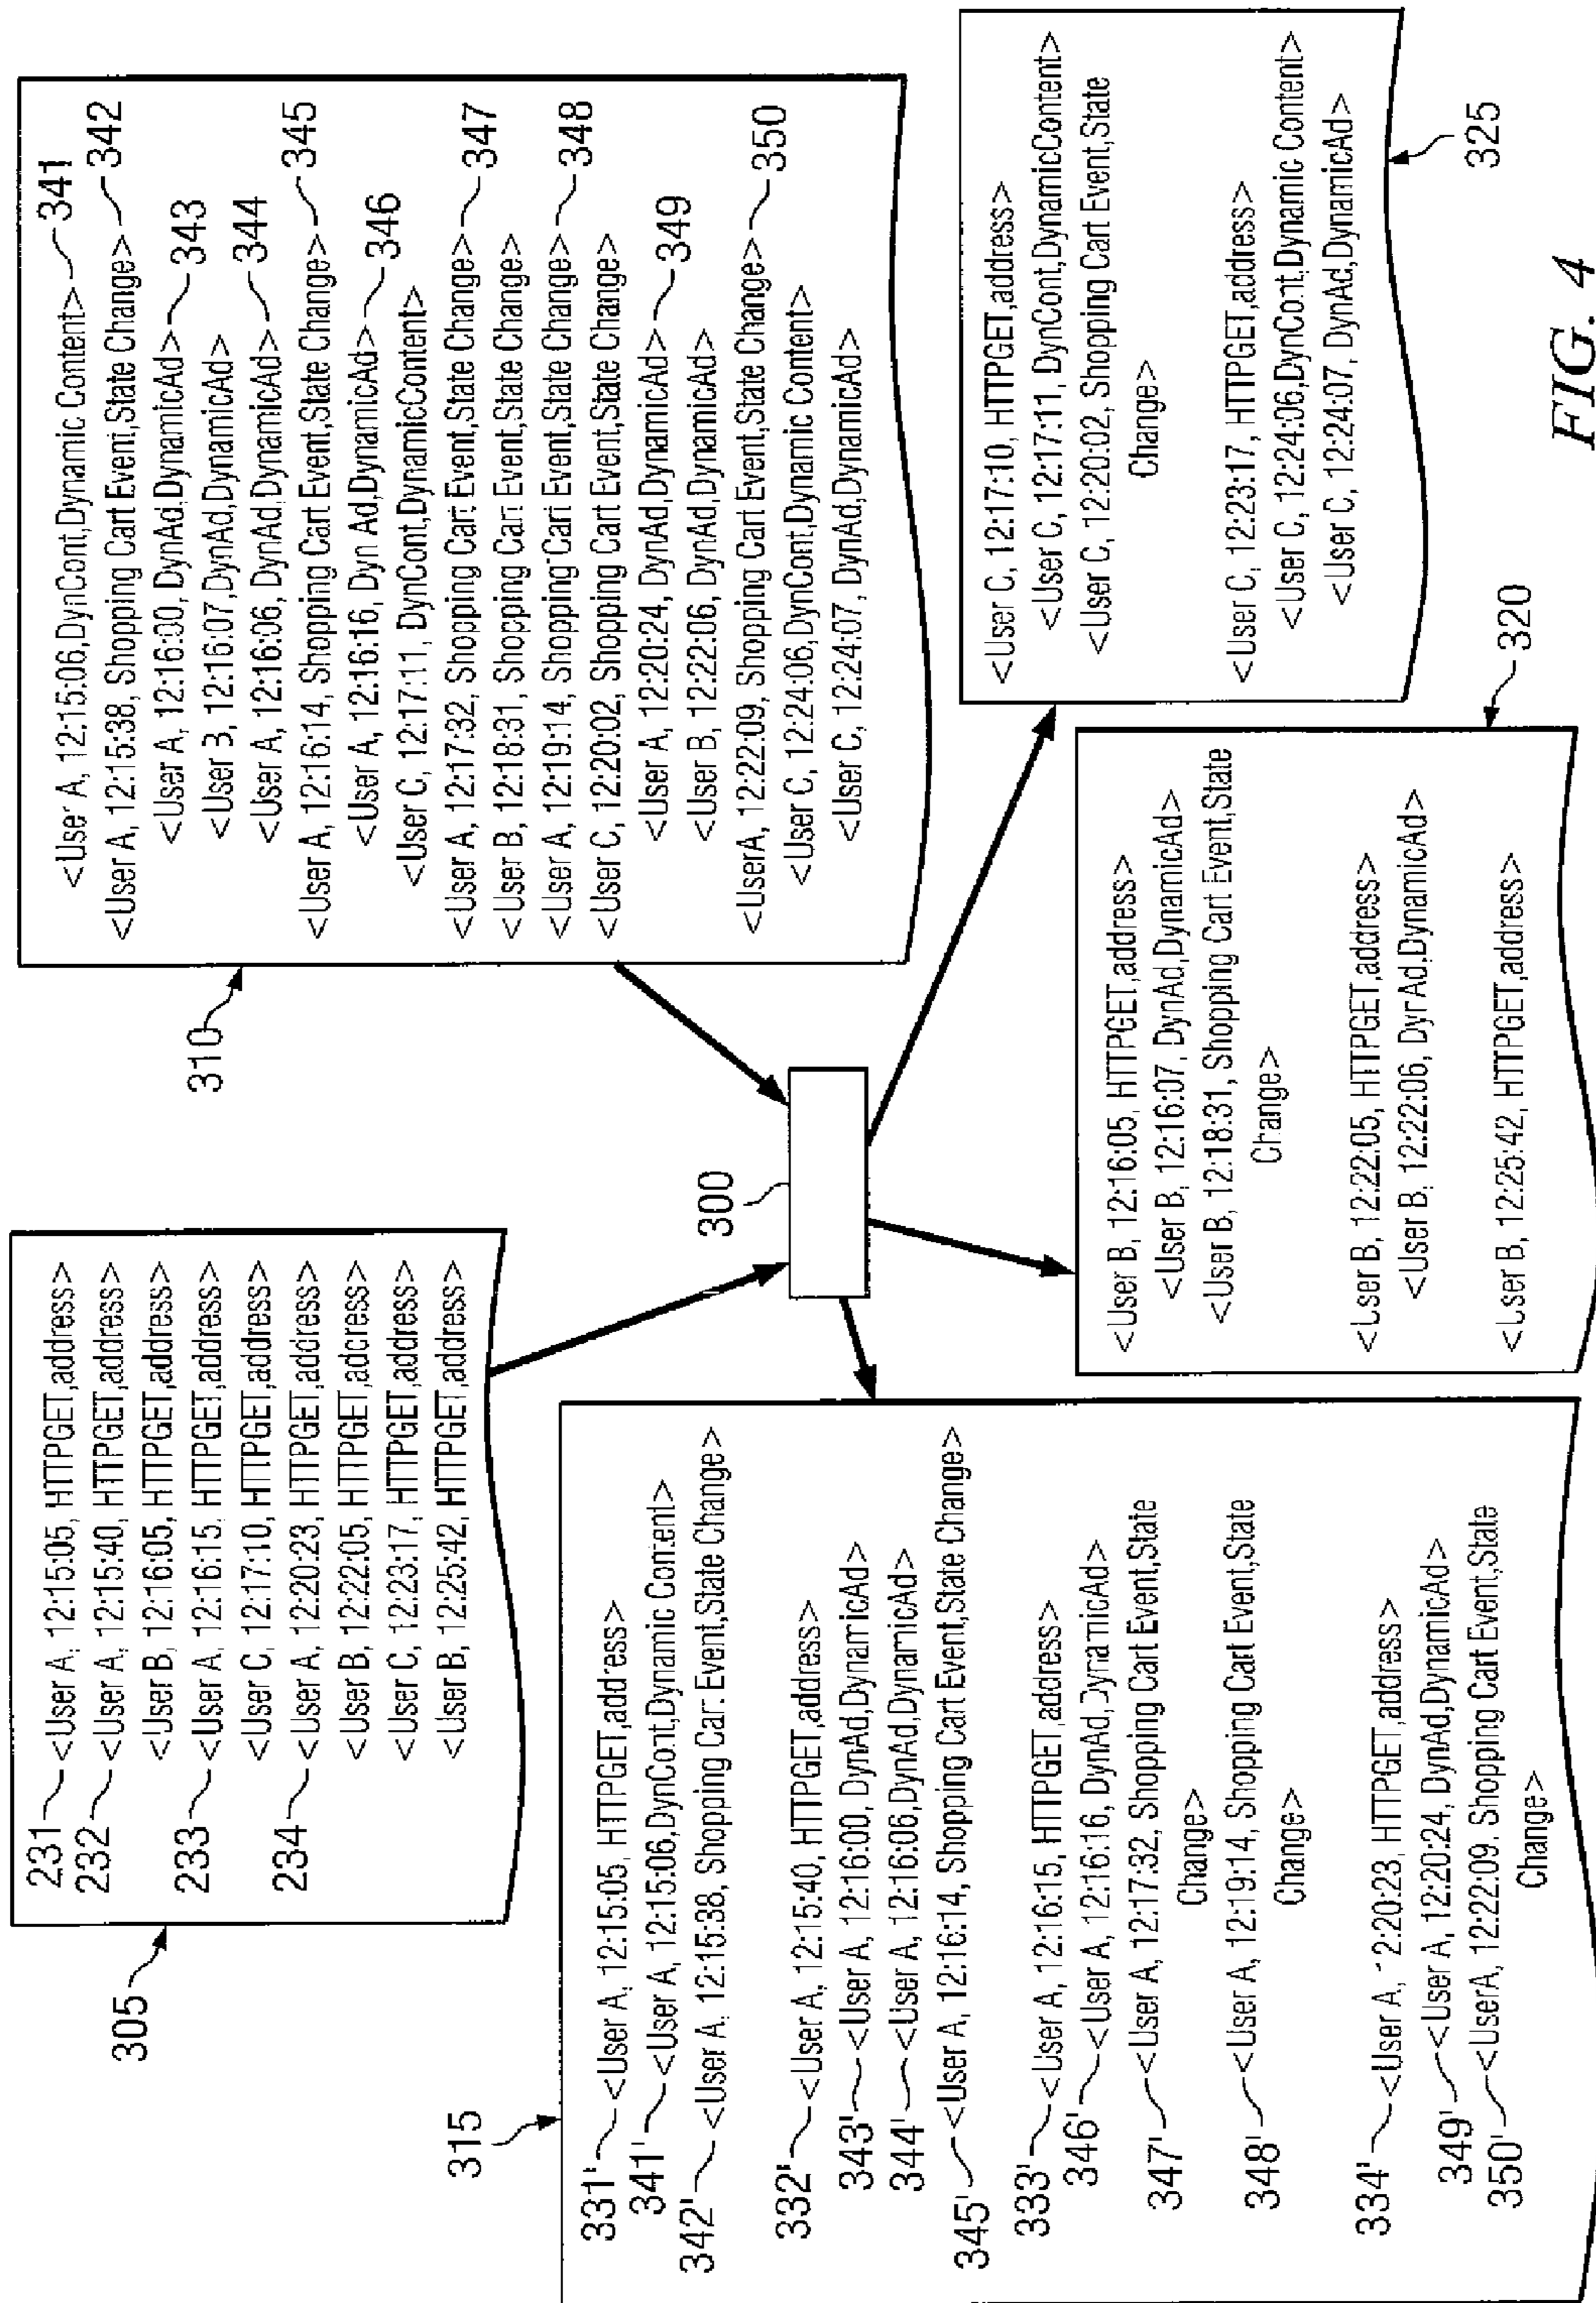 305
231 <User A, 12:15:05, HTTPGET,address>
232 <User A, 12:15:40, HTTPGET,address>
<User B, 12:16:05, HTTPGET,address>
233 <User A, 12:16:15, HTTPGET,address>
<User C, 12:17:10, HTTPGET,address>
234 <User A, 12:20:23, HTTPGET,address>
<User B, 12:22:05, HTTPGET,address>
<User C, 12:23:17, HTTPGET,address>
<User B, 12:25:42, HTTPGET,address>
310
<User A, 12:15:06,DynCont,Dynamic Content> 341
<User A, 12:15:38, Shopping Cart Event,State Change> 342
<User A, 12:16:00, DynAd,DynamicAd> 343
<User B, 12:16:07,DynAd,DynamicAd>
<User A, 12:16:06, DynAd,DynamicAd> 344
<User A, 12:16:14, Shopping Cart Event,State Change> 345
<User A, 12:16:16, Dyn Ad,DynamicAd> 346
<User C, 12:17:11, DynCont,DynamicContent>
<User A, 12:17:32, Shopping Cart Event,State Change> 347
<User B, 12:18:31, Shopping Cart Event,State Change>
<User A, 12:19:14, Shopping Cart Event,State Change> 348
<User C, 12:20:02, Shopping Cart Event,State Change>
<User A, 12:20:24, DynAd,DynamicAd> 349
<User B, 12:22:06, DynAd,DynamicAd>
<UserA, 12:22:09, Shopping Cart Event,State Change> 350
<User C, 12:24:06,DynCont,Dynamic Content>
<User C, 12:24:07, DynAd,DynamicAd>
300
315
331' <User A, 12:15:05, HTTPGET,address>
341' <User A, 12:15:06,DynCont,Dynamic Content>
342' <User A, 12:15:38, Shopping Cart Event,State Change>
332' <User A, 12:15:40, HTTPGET,address>
343' <User A, 12:16:00, DynAd,DynamicAd>
344' <User A, 12:16:06,DynAd,DynamicAd>
345' <User A, 12:16:14, Shopping Cart Event,State Change>
333' <User A, 12:16:15, HTTPGET,address>
346' <User A, 12:16:16, DynAd,DynamicAd>
347' <User A, 12:17:32, Shopping Cart Event,State
Change>
348' <User A, 12:19:14, Shopping Cart Event,State
Change>
334' <User A, 12:20:23, HTTPGET,address>
349' <User A, 12:20:24, DynAd,DynamicAd>
350' <UserA, 12:22:09, Shopping Cart Event,State
Change>
<User B, 12:16:05, HTTPGET,address>
<User B, 12:16:07, DynAd,DynamicAd>
<User B, 12:18:31, Shopping Cart Event,State
Change>
<User B, 12:22:05, HTTPGET,address>
<User B, 12:22:06, DynAd,DynamicAd>
<User B, 12:25:42, HTTPGET,address>
320
<User C, 12:17:10, HTTPGET,address>
<User C, 12:17:11, DynCont,DynamicContent>
<User C, 12:20:02, Shopping Cart Event,State
Change>
<User C, 12:23:17, HTTPGET,address>
<User C, 12:24:06,DynCont,Dynamic Content>
<User C, 12:24:07, DynAd,DynamicAd>
325
FIG. 4